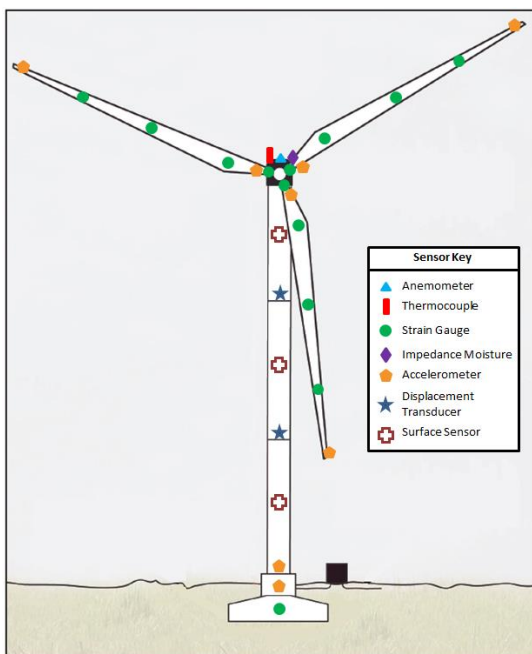 Sensor Key
Anemometer
Thermocouple
Strain Gauge
Impedance Moisture
Accelerometer
Displacement
Transducer
Surface Sensor